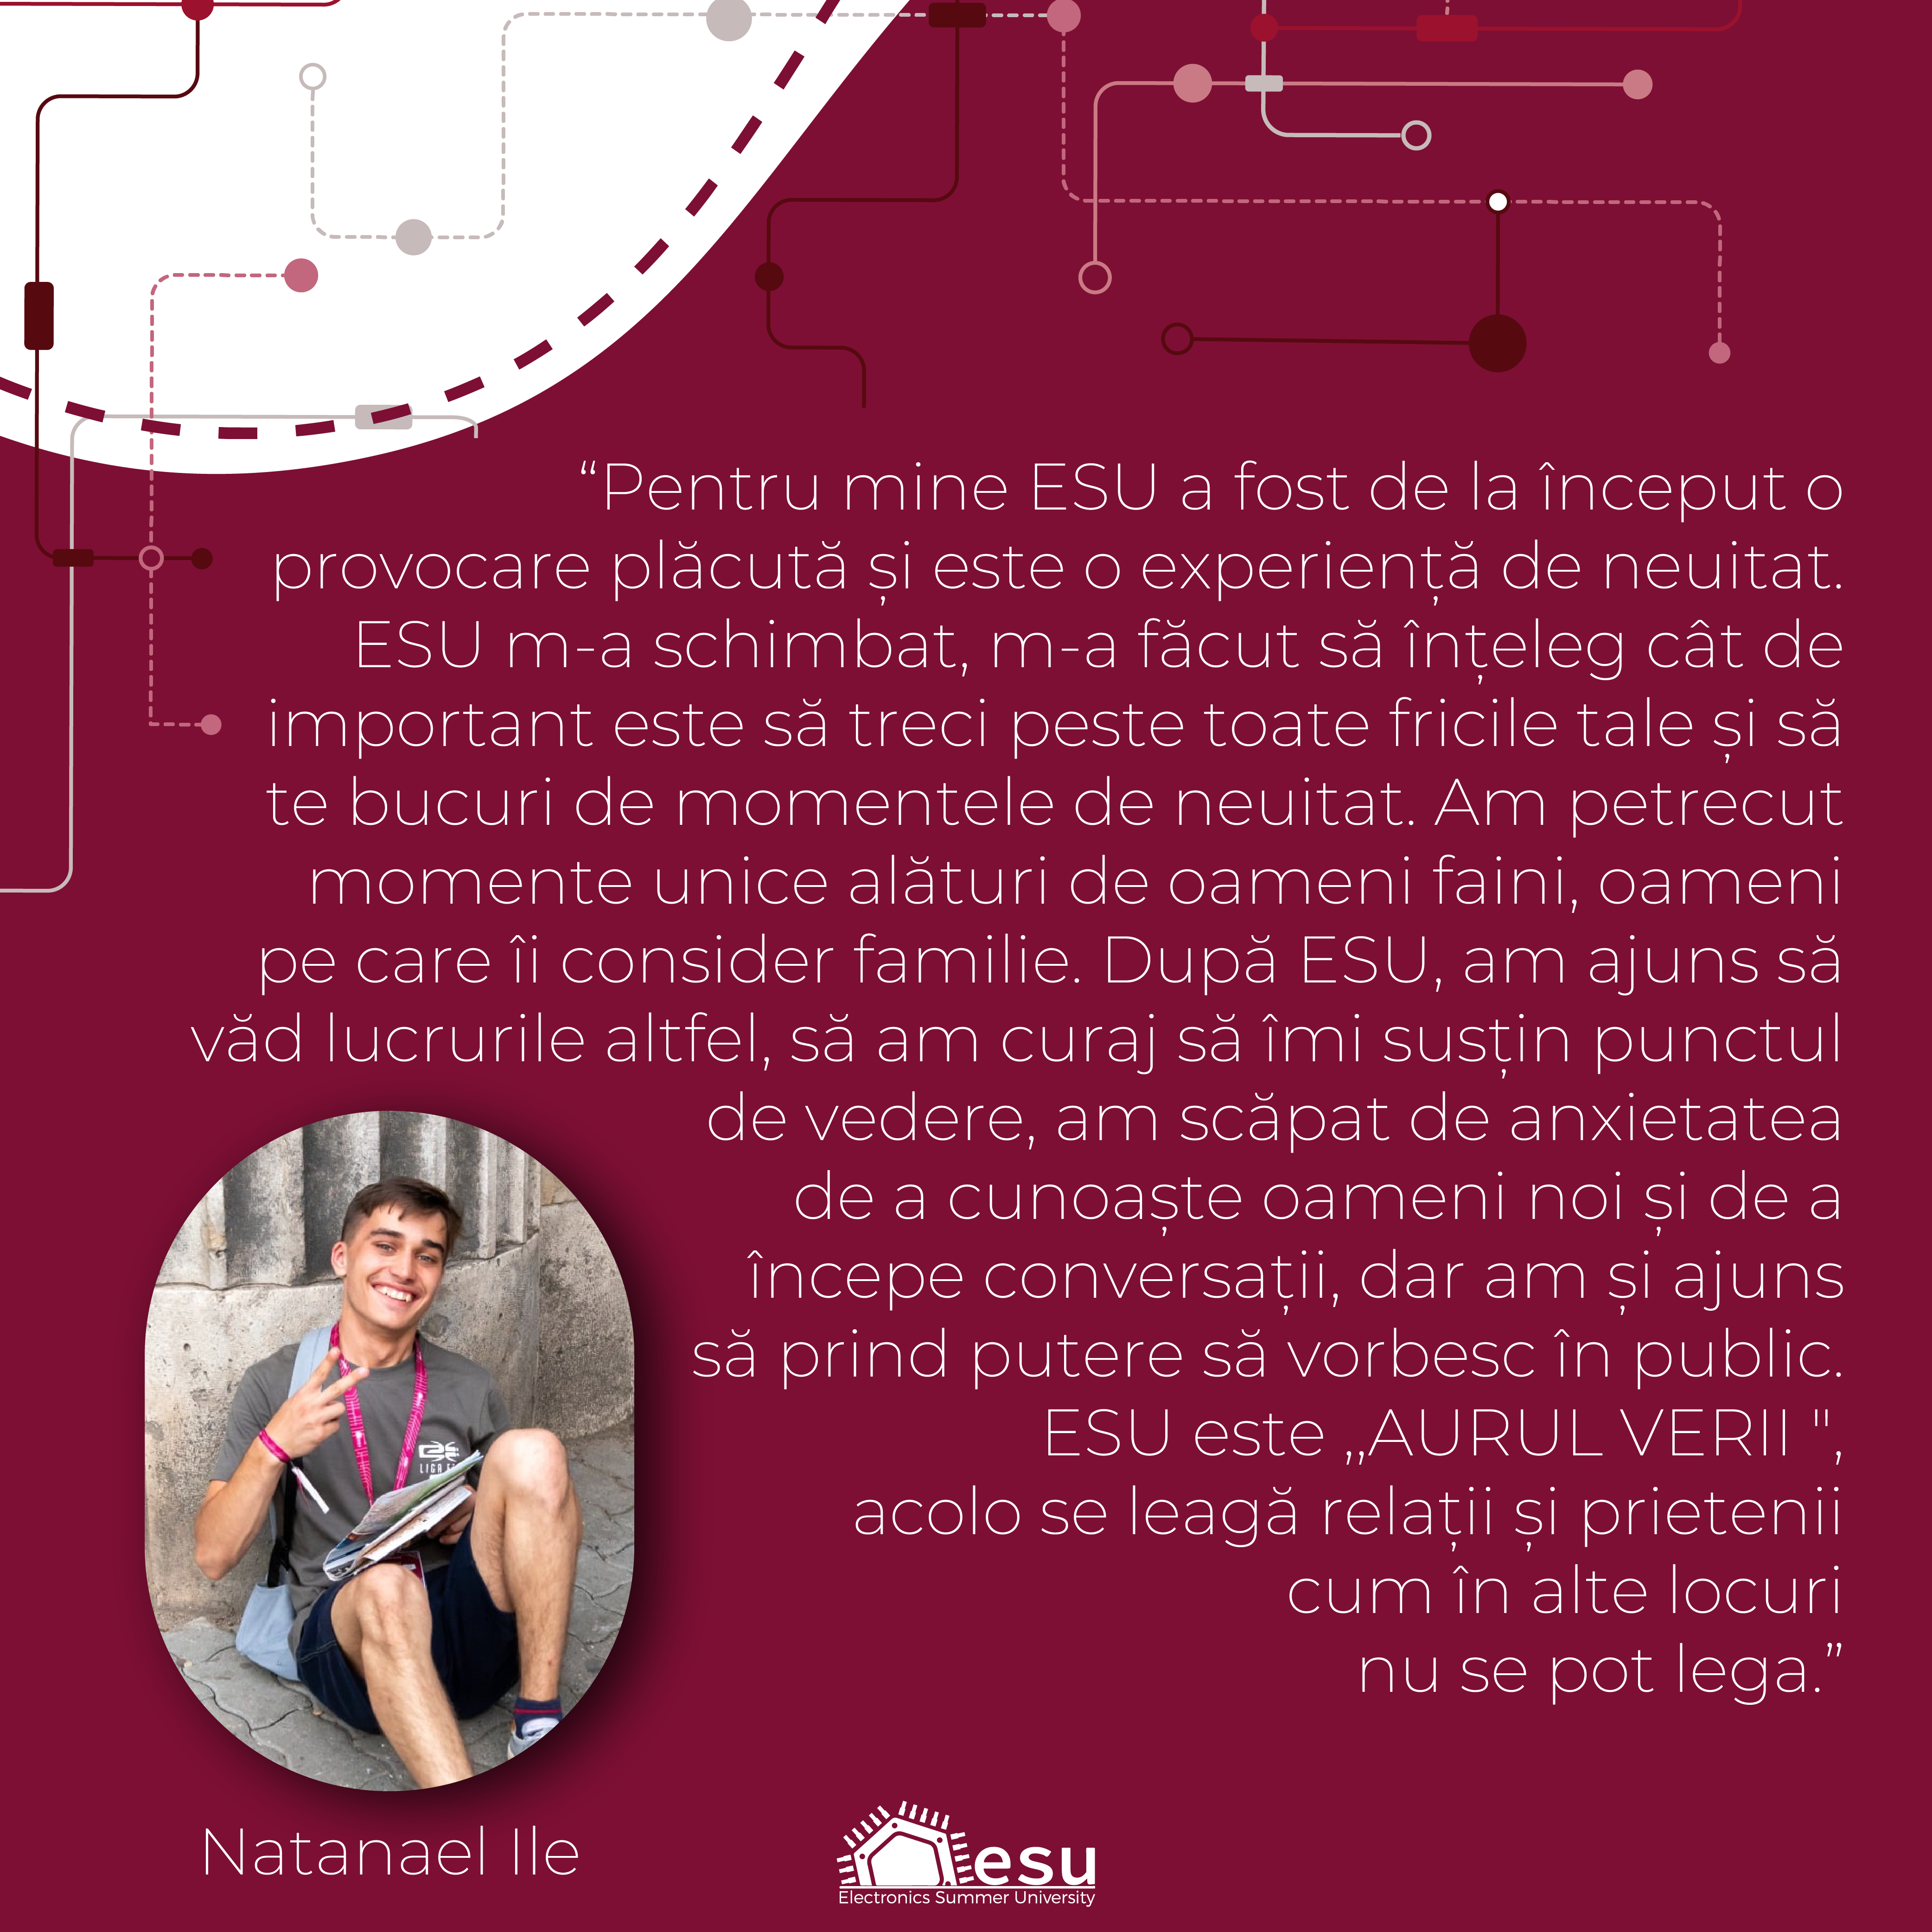 “Pentru mine ESU a fost de la început o
provocare plăcută și este o experiență de neuitat.
ESU m-a schimbat, m-a făcut să înțeleg cât de
important este să treci peste toate fricile tale și să
te bucuri de momentele de neuitat. Am petrecut
momente unice alături de oameni faini, oameni
pe care îi consider familie. După ESU, am ajuns să
văd lucrurile altfel, să am curaj să îmi susțin punctul
de vedere, am scăpat de anxietatea
de a cunoaște oameni noi și de a
începe conversații, dar am și ajuns
să prind putere să vorbesc în public.
ESU este ,,AURUL VERII ",
acolo se leagă relații și prietenii
cum în alte locuri
nu se pot lega.”
LIGA
Natanael Ile
esu
Electronics Summer University